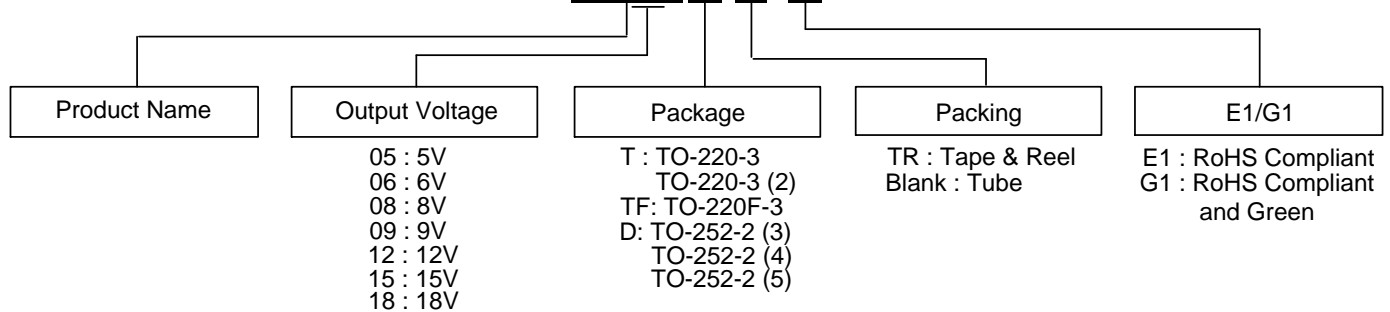 Product Name
Output Voltage
05 : 5V
06 : 6V
08 : 8V
09 : 9V
12 : 12V
15 : 15V
18 : 18V
Package
T : TO-220-3
TO-220-3 (2)
TF: TO-220F-3
D: TO-252-2 (3)
TO-252-2 (4)
TO-252-2 (5)
Packing
TR : Tape & Reel
Blank : Tube
E1/G1
E1 : RoHS Compliant
G1 : RoHS Compliant
and Green